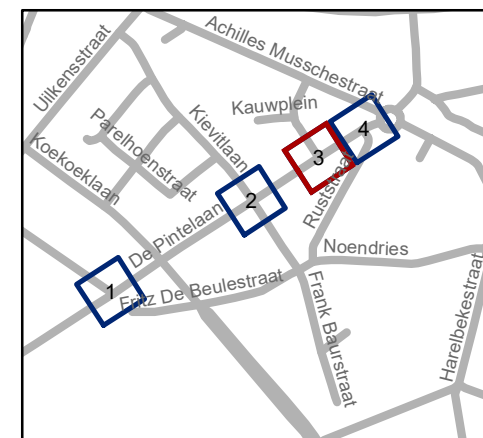 Achilles Musschestraat
Uilkensstraat
Kauwplein
Kievitlaan
Parelhoenstraat
Koekoeklaan
4
3
2
1
Ruststraat
De Pintelaan
Noendries
Fritz De Beulestraat
Frank Baurstraat
Harelbekestraat